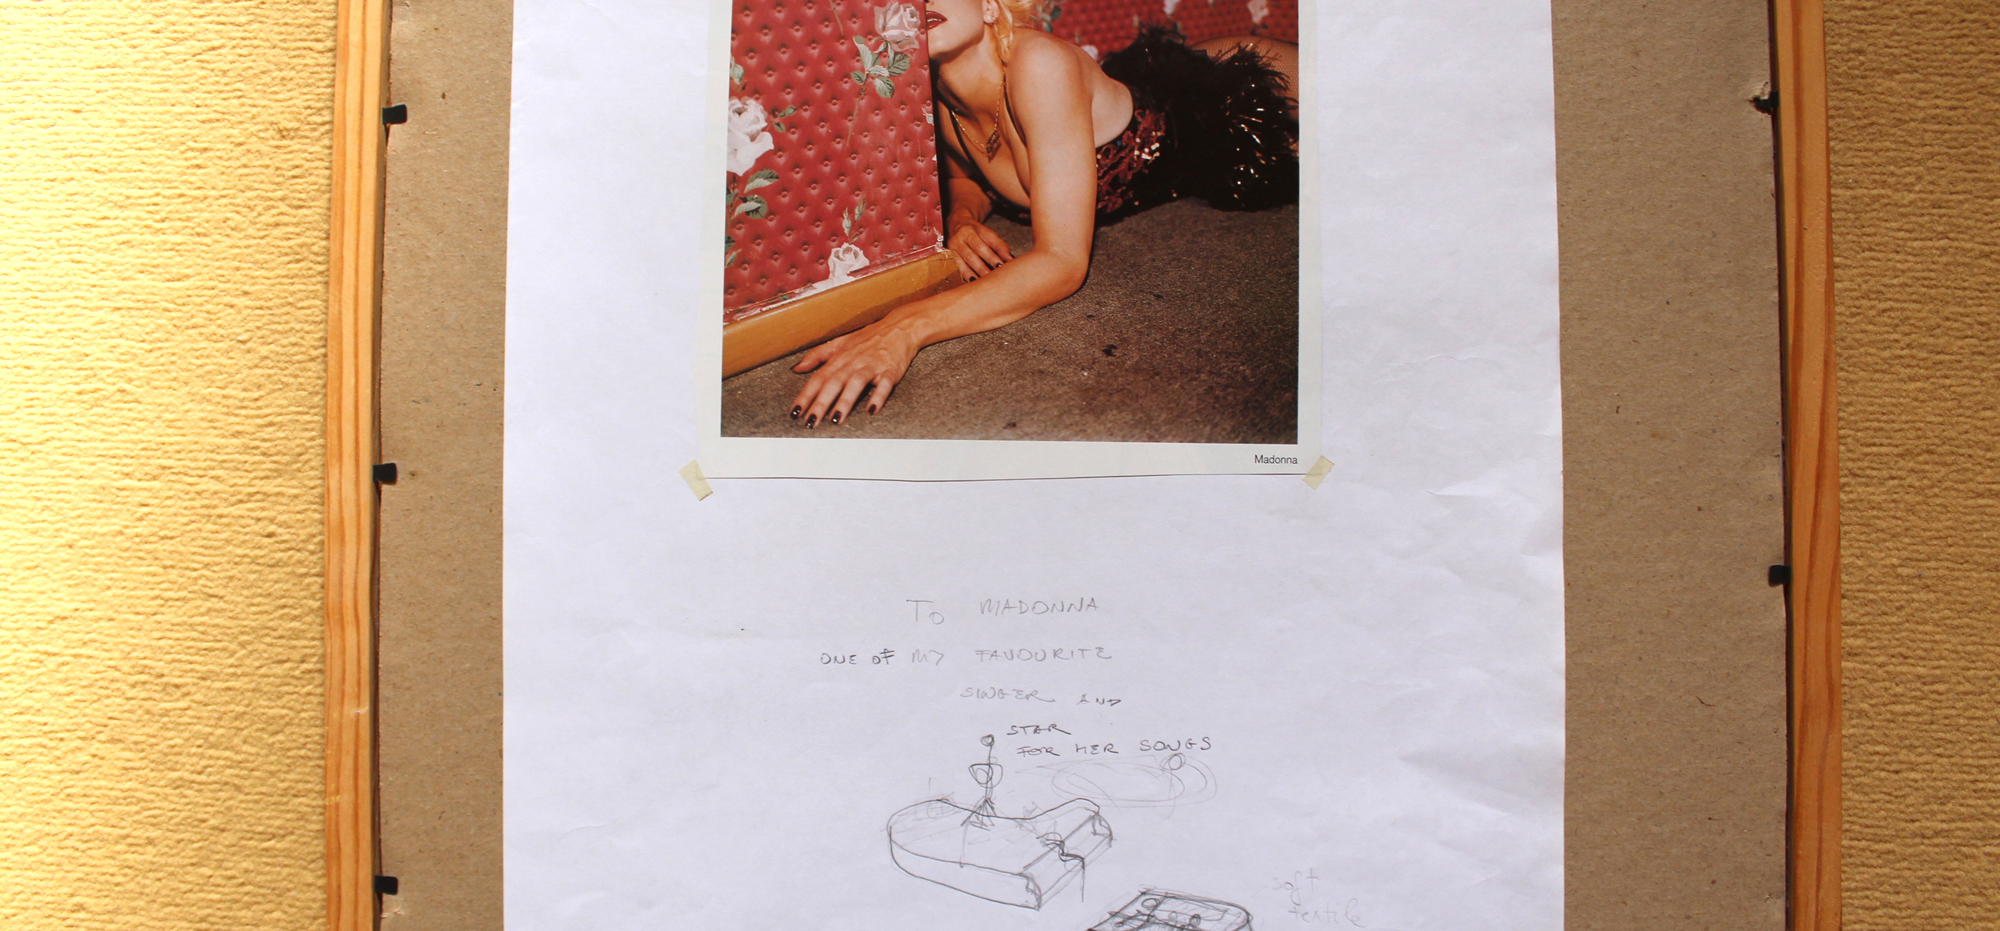 Madonna
To MADONNA
ONE OF MY FAVOURITE
SINGER AND
STAR
FOR HER SONGS
soft
textile